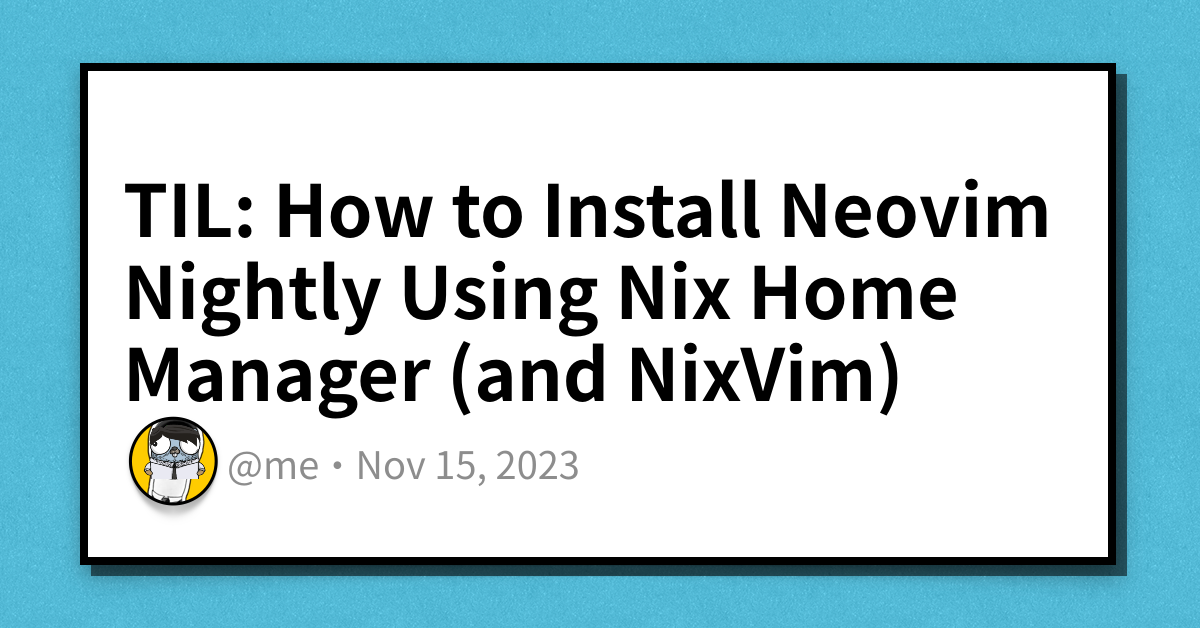 TIL: How to Install Neovim
Nightly Using Nix Home
Manager (and NixVim)
@me • Nov 15, 2023